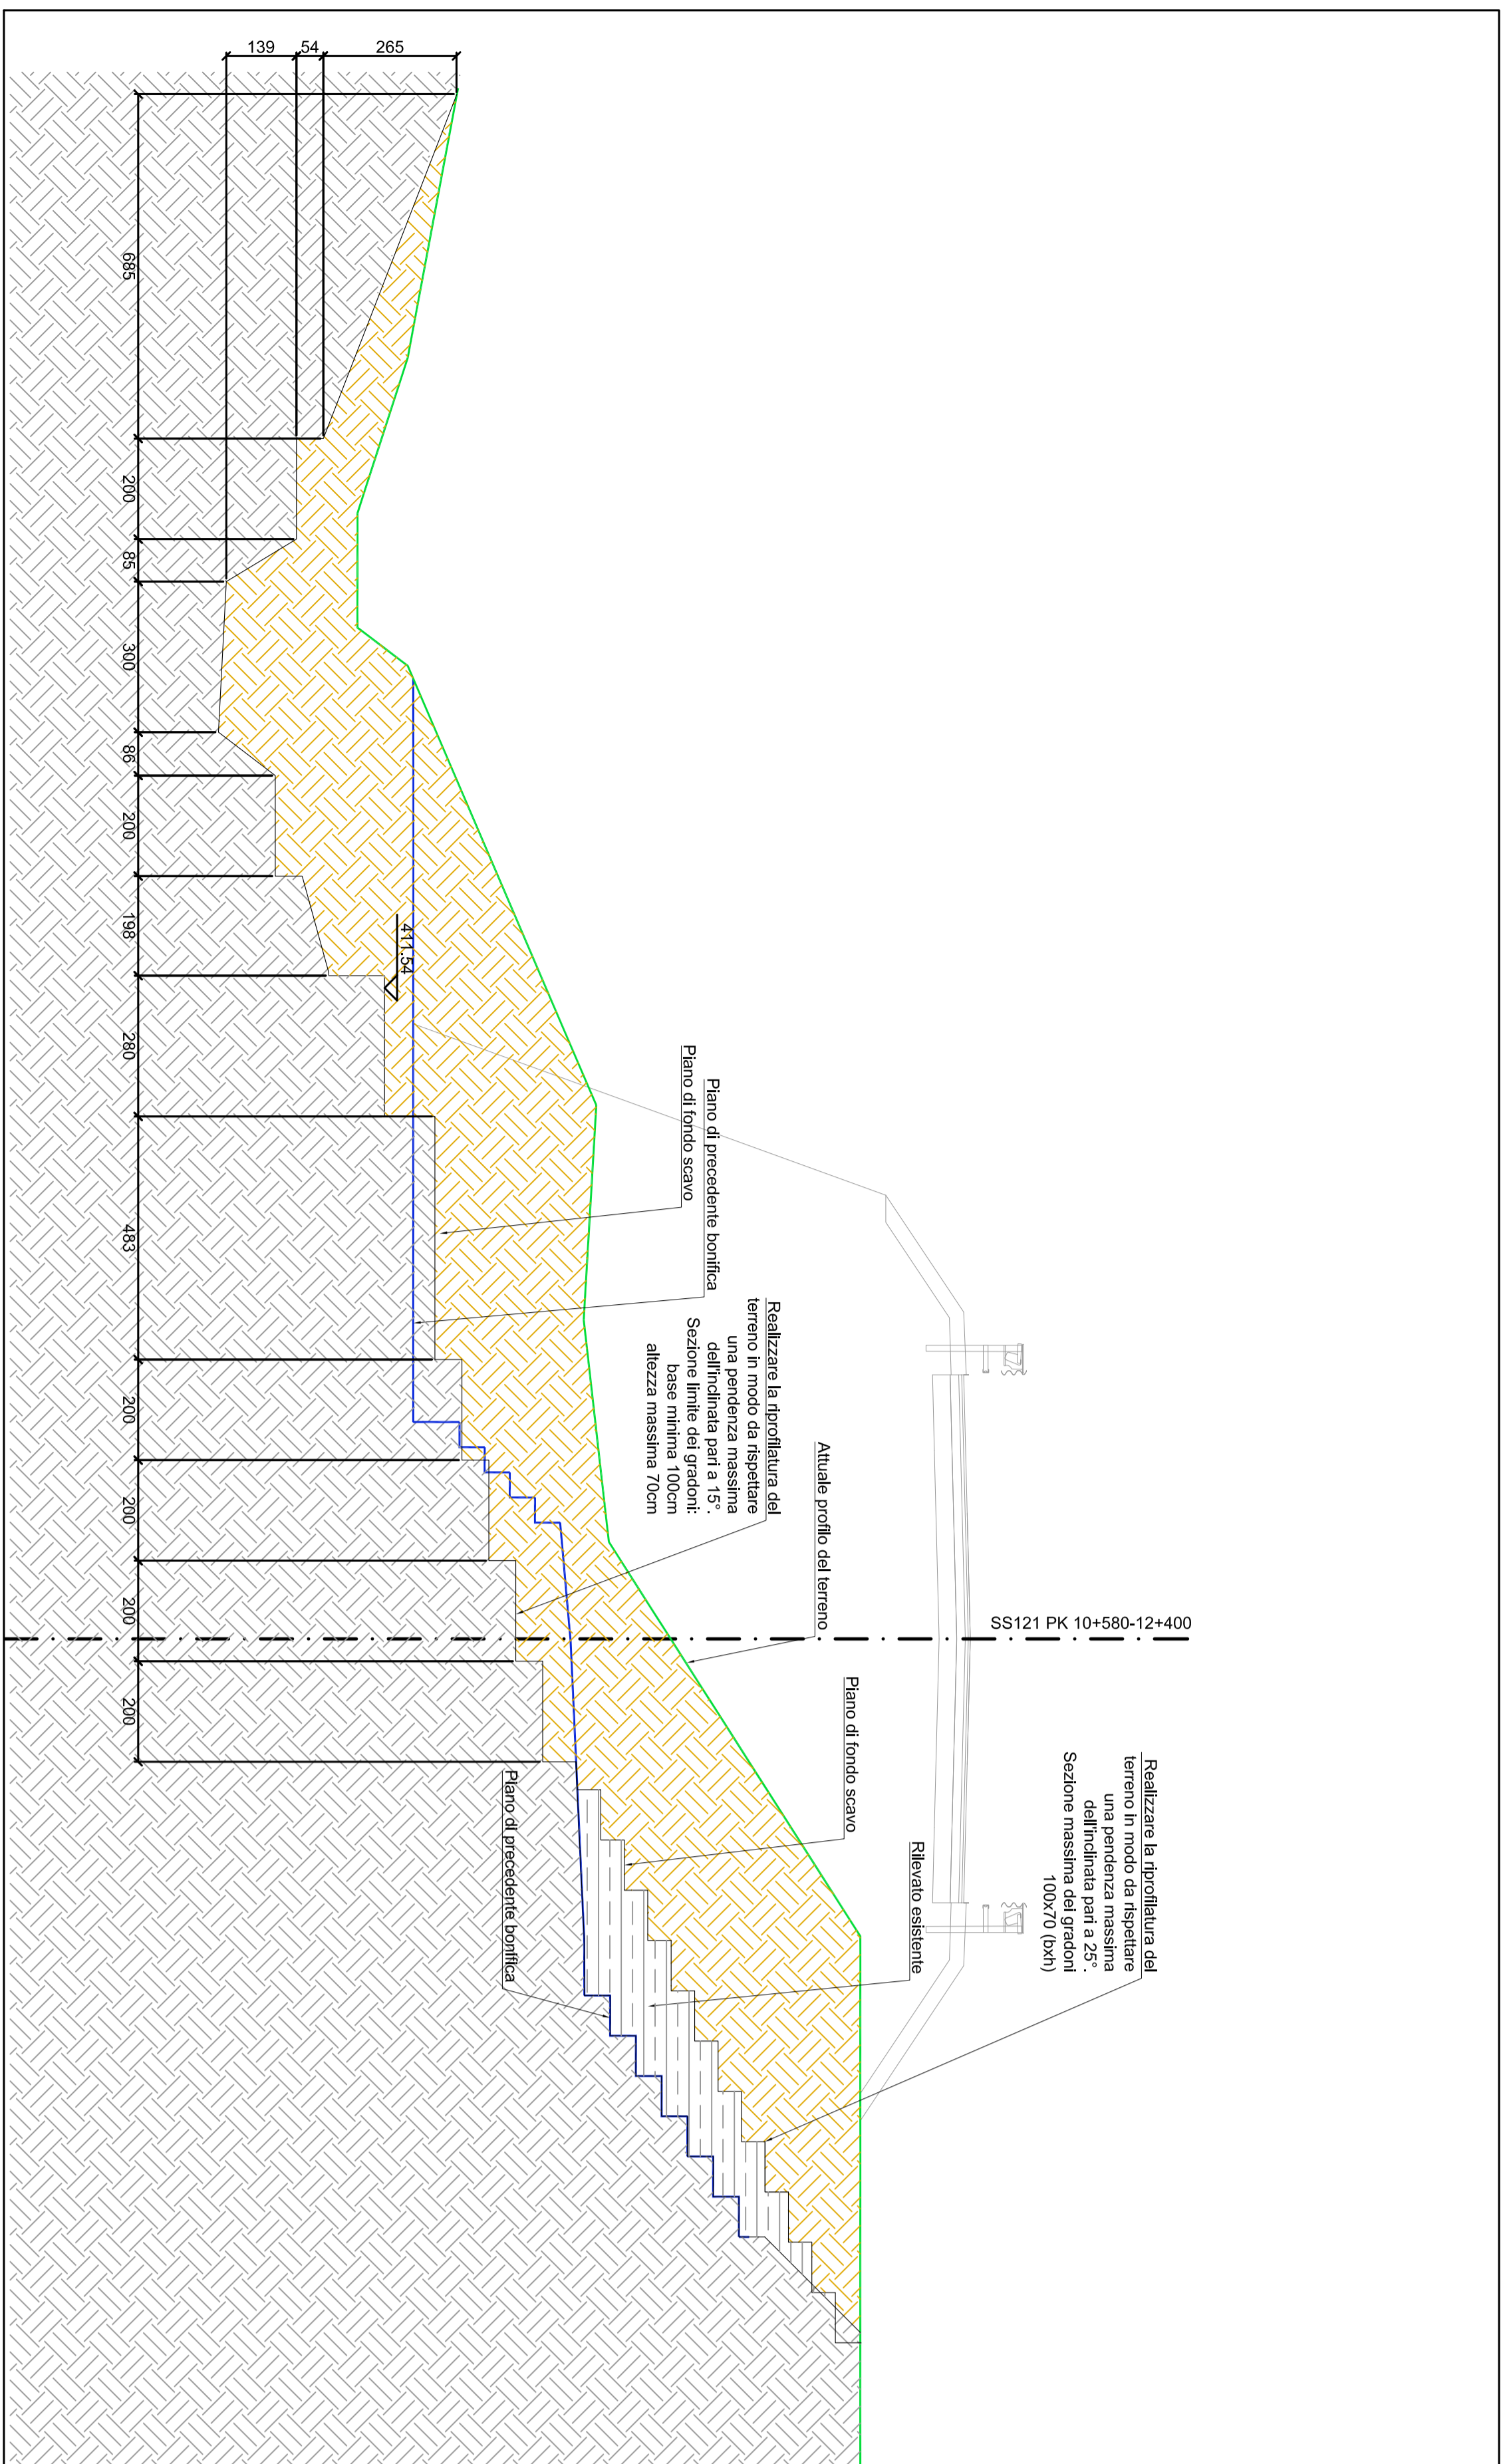 139
54
265
685
200
85
300
86
200
198
280
483
200
200
200
200
411.54
Piano di fondo scavo
Piano di precedente bonifica
Realizzare la riprofilatura del
terreno in modo da rispettare
una pendenza massima
dell'inclinata pari a 15°.
Sezione limite dei gradoni:
base minima 100cm
altezza massima 70cm
Attuale profilo del terreno
SS121 PK 10+580-12+400
Piano di fondo scavo
Piano di precedente bonifica
Rilevato esistente
Realizzare la riprofilatura del
terreno in modo da rispettare
una pendenza massima
dell'inclinata pari a 25°.
Sezione massima dei gradoni
100x70 (bxh)